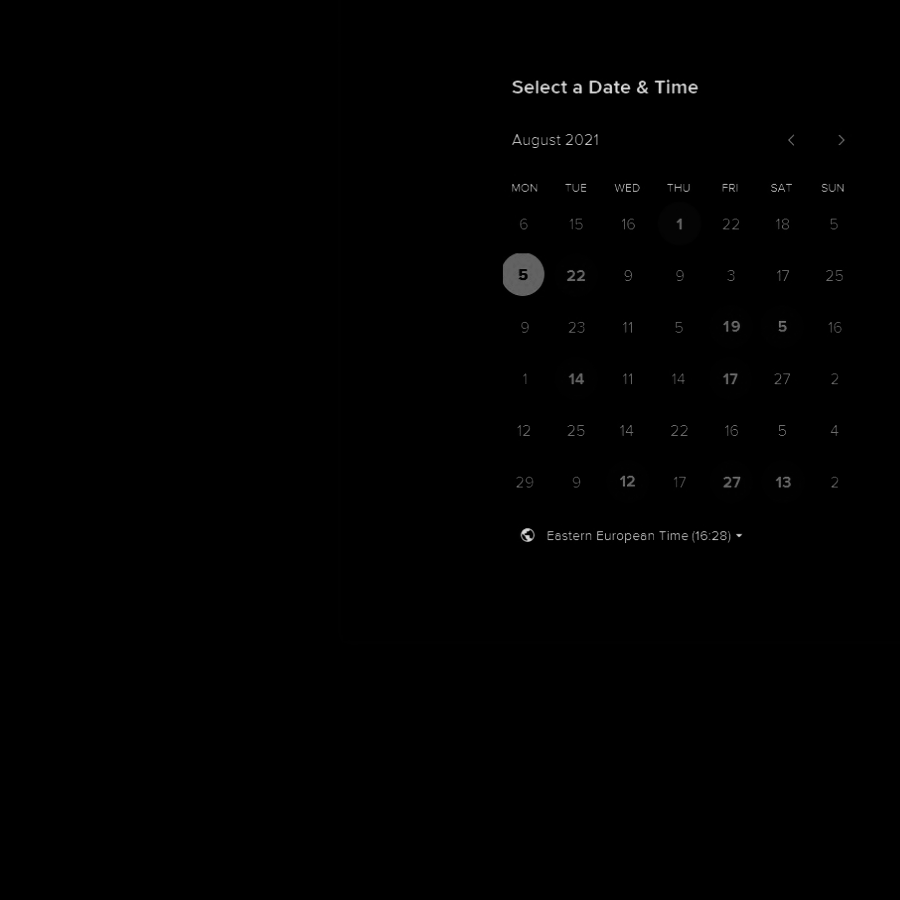 Select a Date & Time
August 2021
MON TUE WED THU FRI SAT SUN
6 15 16 1 22 18 5
5 22 9 9 3 17 25
9 23 11 5 19 5 16
1 14 11 14 17 27 2
12 25 14 22 16 5 4
29 9 12 17 27 13 2
Eastern European Time (16:28)